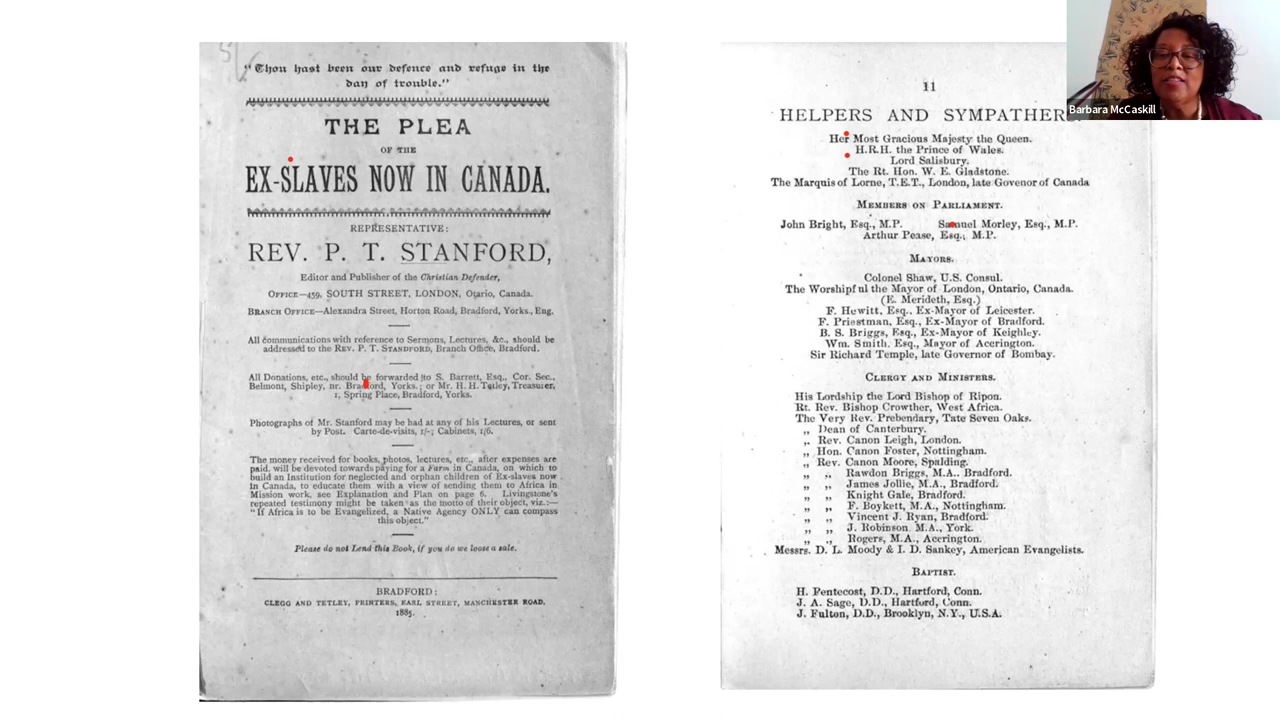 "Thou hast been our defence and refuge in the
day of trouble."
THE PLEA
OF THE
EX-SLAVES NOW IN CANADA.
REPRESENTATIVE:
REV. P. T. STANFORD,
Editor and Publisher of the Christian Defender,
OFFICE—459, SOUTH STREET, LONDON, Otario, Canada.
BRANCH OFFICE—Alexandra Street, Horton Road, Bradford, Yorks., Eng.
All communications with reference to Sermons, Lectures, &c., should be
addressed to the REV. P. T. STANDFORD, Branch Office, Bradford.
All Donations, etc., should be forwarded to S. Barrett, Esq., Cor. Sec.,
Belmont, Shipley, nr. Bradford, Yorks.; or Mr. H. H. Tetley, Treasurer,
1, Spring Place, Bradford, Yorks.
Photographs of Mr. Stanford may be had at any of his Lectures, or sent
by Post. Carte-de-visits, 1/-; Cabinets, 1/6.
The money received for books, photos, lectures, etc., after expenses are
paid, will be devoted towards paying for a Farm in Canada, on which to
build an Institution for neglected and orphan children of Ex-slaves now
in Canada, to educate them with a view of sending them to Africa in
Mission work, see Explanation and Plan on page 6. Livingstone's
repeated testimony might be taken as the motto of their object, viz.:—
"If Africa is to be Evangelized, a Native Agency ONLY can compass
this object."
Please do not Lend this Book, if you do we loose a sale.
BRADFORD:
CLEGG AND TETLEY, PRINTERS, EARL STREET, MANCHESTER ROAD.
1885.
11
HELPERS AND SYMPATHER
Her Most Gracious Majesty the Queen.
H.R.H. the Prince of Wales.
Lord Salisbury.
The Rt. Hon. W. E. Gladstone.
The Marquis of Lorne, T.E.T., London, late Govenor of Canada
MEMBERS ON PARLIAMENT.
John Bright, Esq., M.P. Samuel Morley, Esq., M.P.
Arthur Pease, Esq., M.P.
MAYORS.
Colonel Shaw, U.S. Consul.
The Worshipful the Mayor of London, Ontario, Canada.
(E. Merideth, Esq.)
F. Hewitt, Esq., Ex-Mayor of Leicester.
F. Priestman, Esq., Ex-Mayor of Bradford.
B. S. Briggs, Esq., Ex-Mayor of Keighley.
Wm. Smith, Esq., Mayor of Accrington.
Sir Richard Temple, late Governor of Bombay.
CLERGY AND MINISTERS.
His Lordship the Lord Bishop of Ripon.
Rt. Rev. Bishop Crowther, West Africa.
The Very Rev. Prebendary, Tate Seven Oaks.
„ Dean of Canterbury.
„ Rev. Canon Leigh, London.
„ Hon. Canon Foster, Nottingham.
„ Rev. Canon Moore, Spalding.
„ „ Rawdon Briggs, M.A., Bradford.
„ „ James Jollie, M.A., Bradford.
„ „ Knight Gale, Bradford.
„ „ F. Boykett, M.A., Nottingham.
„ „ Vincent J. Ryan, Bradford.
„ „ J. Robinson M.A., York.
„ „ Rogers, M.A., Accrington.
Messrs. D. L. Moody & I. D. Sankey, American Evangelists.
BAPTIST.
H. Pentecost, D.D., Hartford, Conn.
J. A. Sage, D.D., Hartford, Conn.
J. Fulton, D.D., Brooklyn, N.Y., U.S.A.
Barbara McCaskill